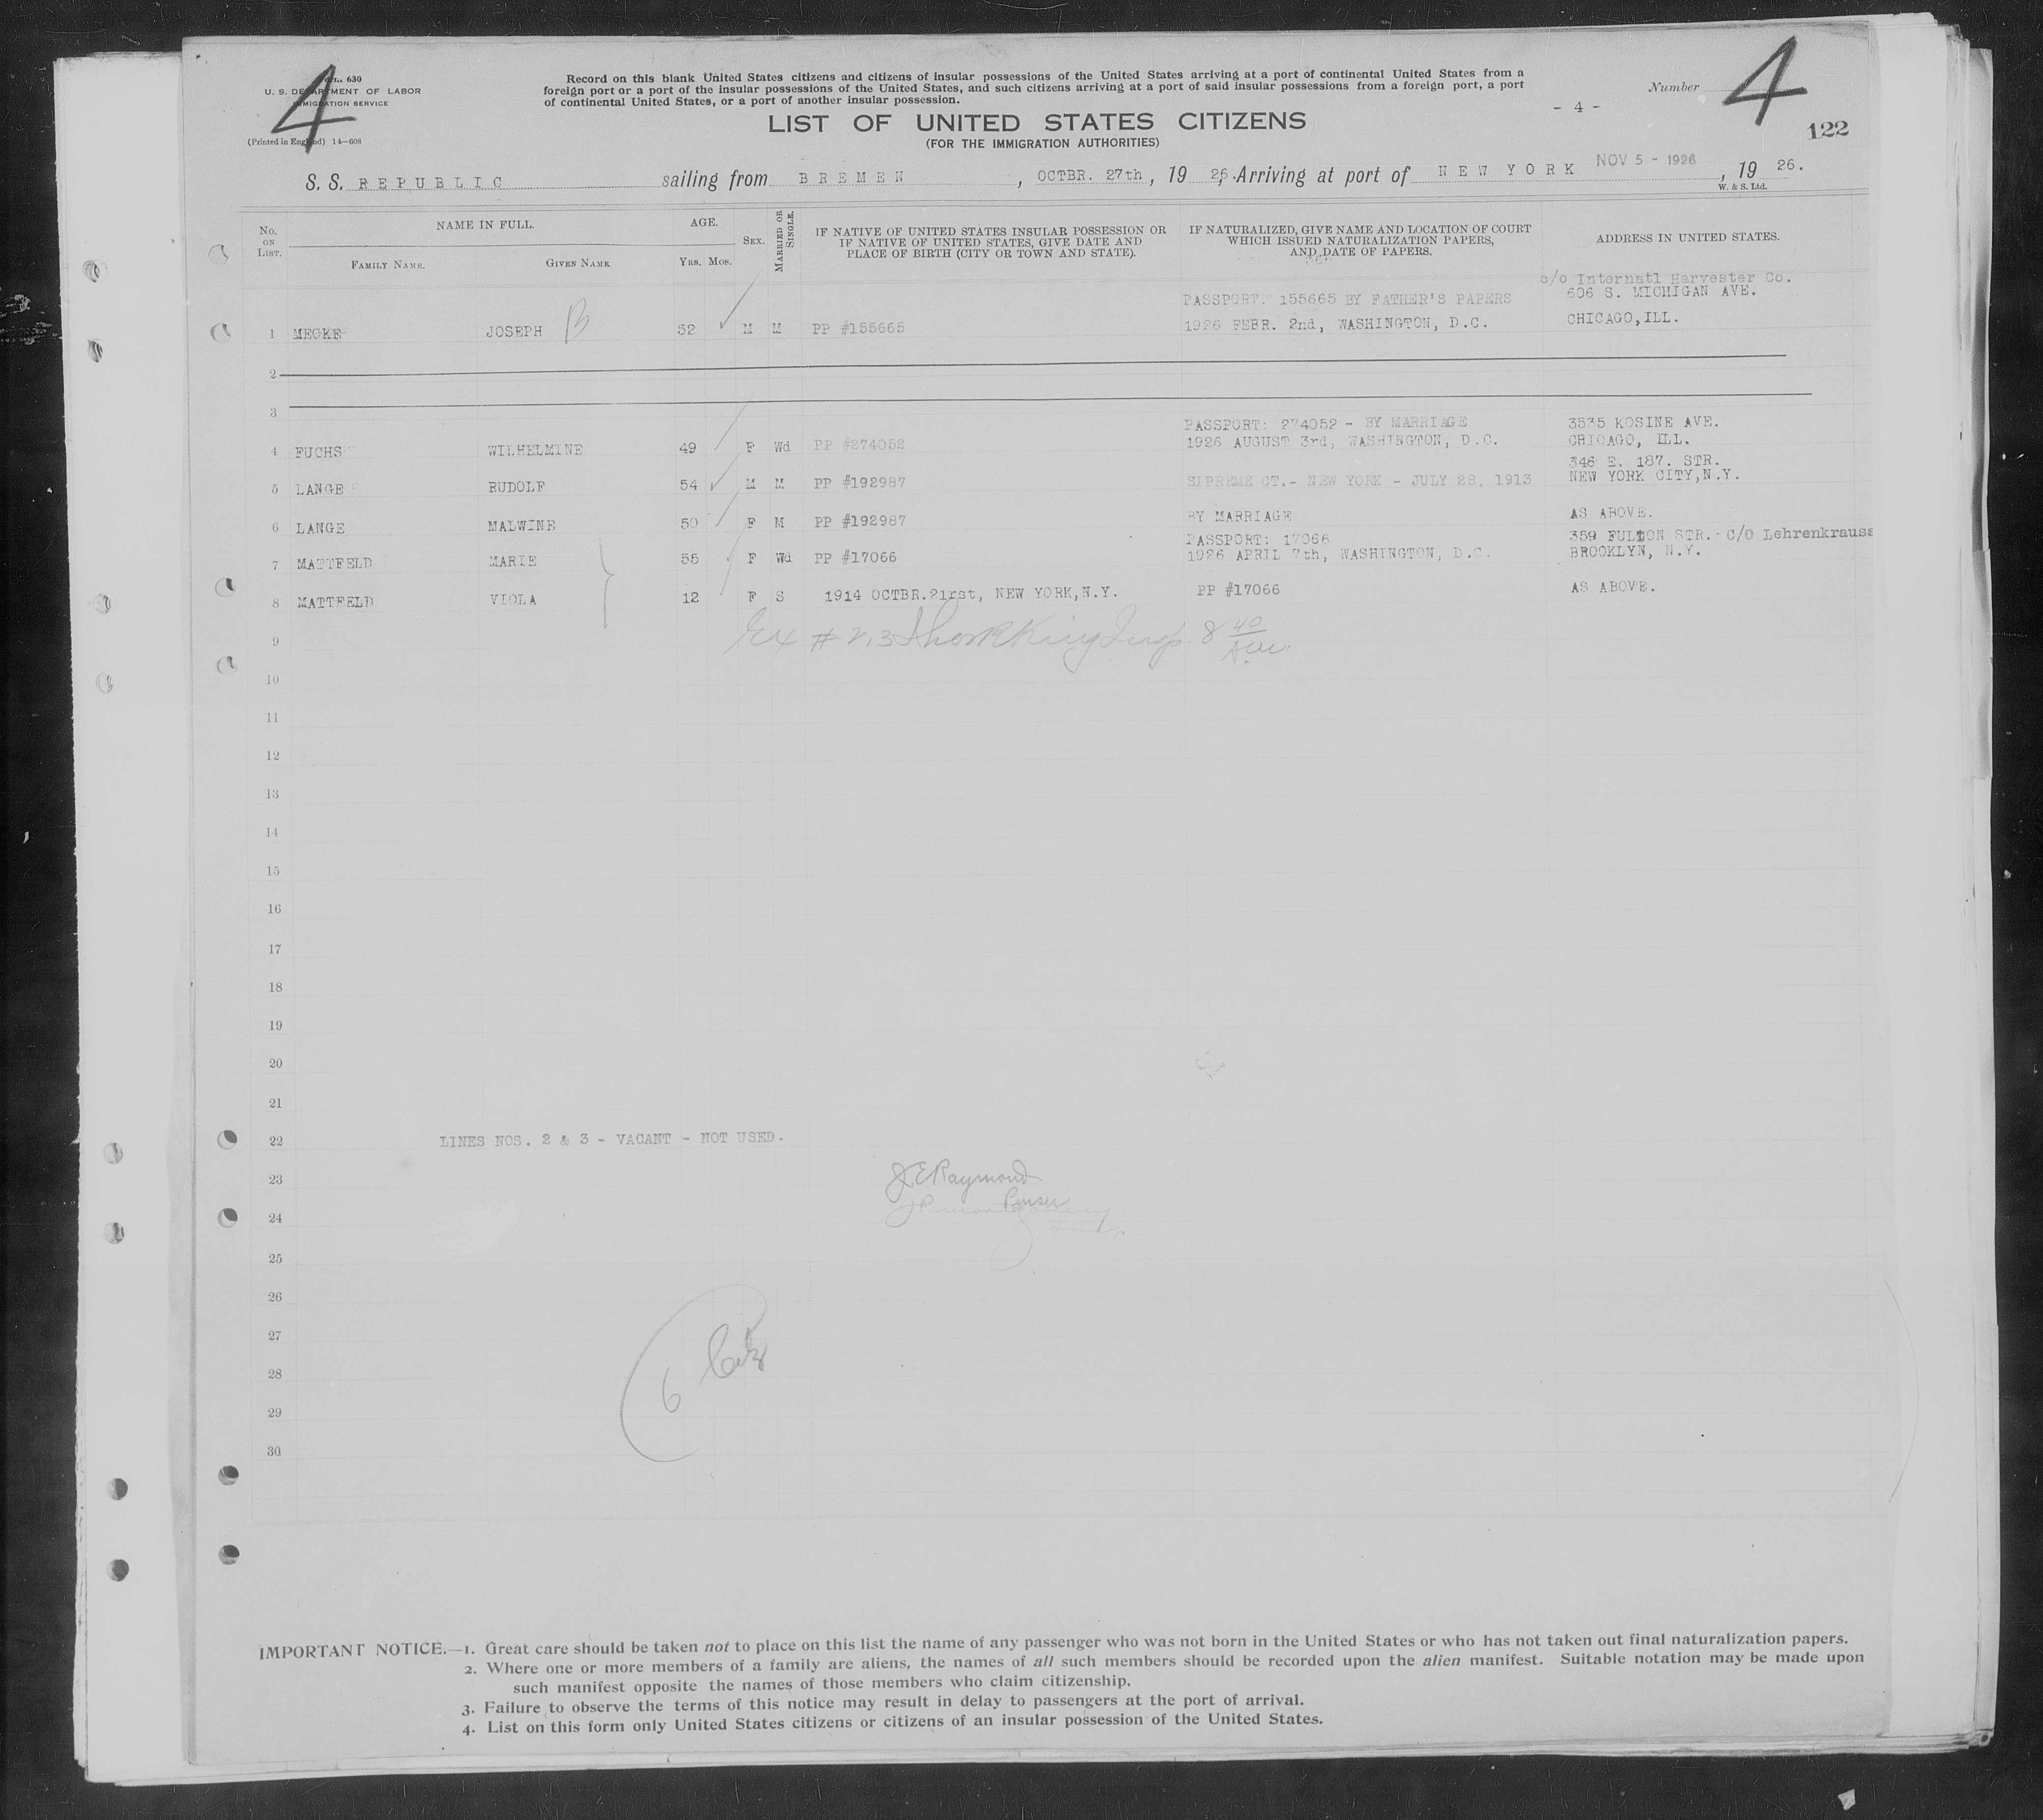 4
Form 630
U. S. DEPARTMENT OF LABOR
IMMIGRATION SERVICE
(Printed in England) 14—608
Record on this blank United States citizens and citizens of insular possessions of the United States arriving at a port of continental United States from a
foreign port or a port of the insular possessions of the United States, and such citizens arriving at a port of said insular possessions from a foreign port, a port
of continental United States, or a port of another insular possession.
- 4 -
Number 4
122
LIST OF UNITED STATES CITIZENS
(FOR THE IMMIGRATION AUTHORITIES)
S. S. REPUBLIC sailing from BREMEN, OCTBR. 27th, 1926, Arriving at port of NEW YORK NOV 5 - 1926, 1926.
W. & S. Ltd.
No. ON LIST.
NAME IN FULL.
FAMILY NAME. GIVEN NAME
AGE.
YRS. MOS.
SEX.
MARRIED OR SINGLE.
IF NATIVE OF UNITED STATES INSULAR POSSESSION OR
IF NATIVE OF UNITED STATES, GIVE DATE AND
PLACE OF BIRTH (CITY OR TOWN AND STATE).
IF NATURALIZED, GIVE NAME AND LOCATION OF COURT
WHICH ISSUED NATURALIZATION PAPERS,
AND DATE OF PAPERS.
ADDRESS IN UNITED STATES.
c/o Internatl Harvester Co.
PASSPORT: 155665 BY FATHER'S PAPERS 606 S. MICHIGAN AVE.
1 MECKE JOSEPH B 52 M M PP #155665 1926 FEBR. 2nd, WASHINGTON, D.C. CHICAGO,ILL.
2
3
PASSPORT: 274052 - BY MARRIAGE 3535 KOSINE AVE.
4 FUCHS WILHELMINE 49 F Wd PP #274052 1926 AUGUST 3rd, WASHINGTON, D.C. CHICAGO, ILL.
346 E. 187. STR.
5 LANGE RUDOLF 54 M M PP #192987 SUPREME CT.- NEW YORK - JULY 28, 1913 NEW YORK CITY,N.Y.
6 LANGE MALWINE 50 F M PP #192987 BY MARRIAGE AS ABOVE.
PASSPORT: 17066 359 FULTON STR. c/o Lehrenkrauss
7 MATTFELD MARIE 55 F Wd PP #17066 1926 APRIL 7th, WASHINGTON, D.C. BROOKLYN, N.Y.
8 MATTFELD VIOLA 12 F S 1914 OCTBR.21rst, NEW YORK,N.Y. PP #17066 AS ABOVE.
9 Ex # 2,3 King Insp 8 40
10
11
12
13
14
15
16
17
18
19
20
21
22 LINES NOS. 2 & 3 - VACANT - NOT USED.
23 J.E. Raymond
Purser
24
25
26
27
28
6
29
30
IMPORTANT NOTICE.—1. Great care should be taken not to place on this list the name of any passenger who was not born in the United States or who has not taken out final naturalization papers.
2. Where one or more members of a family are aliens, the names of all such members should be recorded upon the alien manifest. Suitable notation may be made upon
such manifest opposite the names of those members who claim citizenship.
3. Failure to observe the terms of this notice may result in delay to passengers at the port of arrival.
4. List on this form only United States citizens or citizens of an insular possession of the United States.